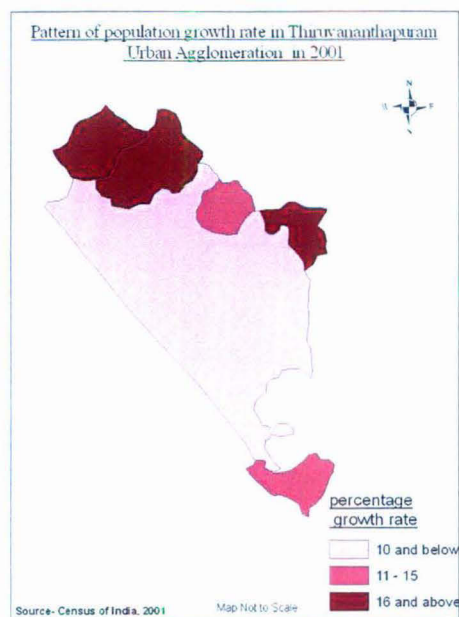 Pattern of population growth rate in Thiruvananthapuram
Urban Agglomeration in 2001
N
W E
S
percentage
growth rate
10 and below
11 - 15
16 and above
Source- Census of India, 2001
Map Not to Scale